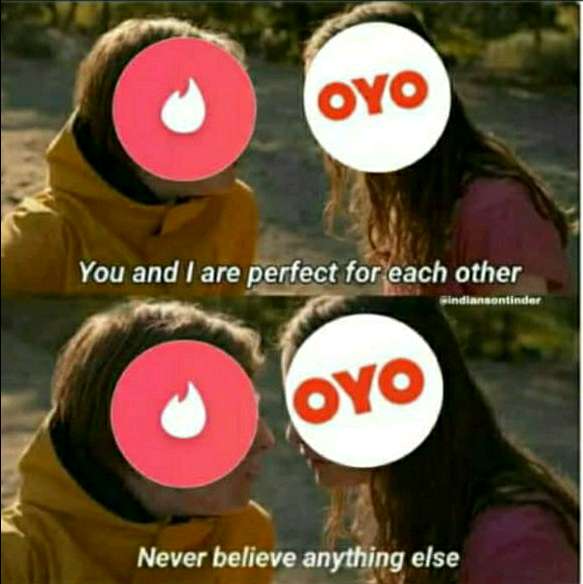 OYO
You and I are perfect for each other
@indiansontinder
OYO
Never believe anything else